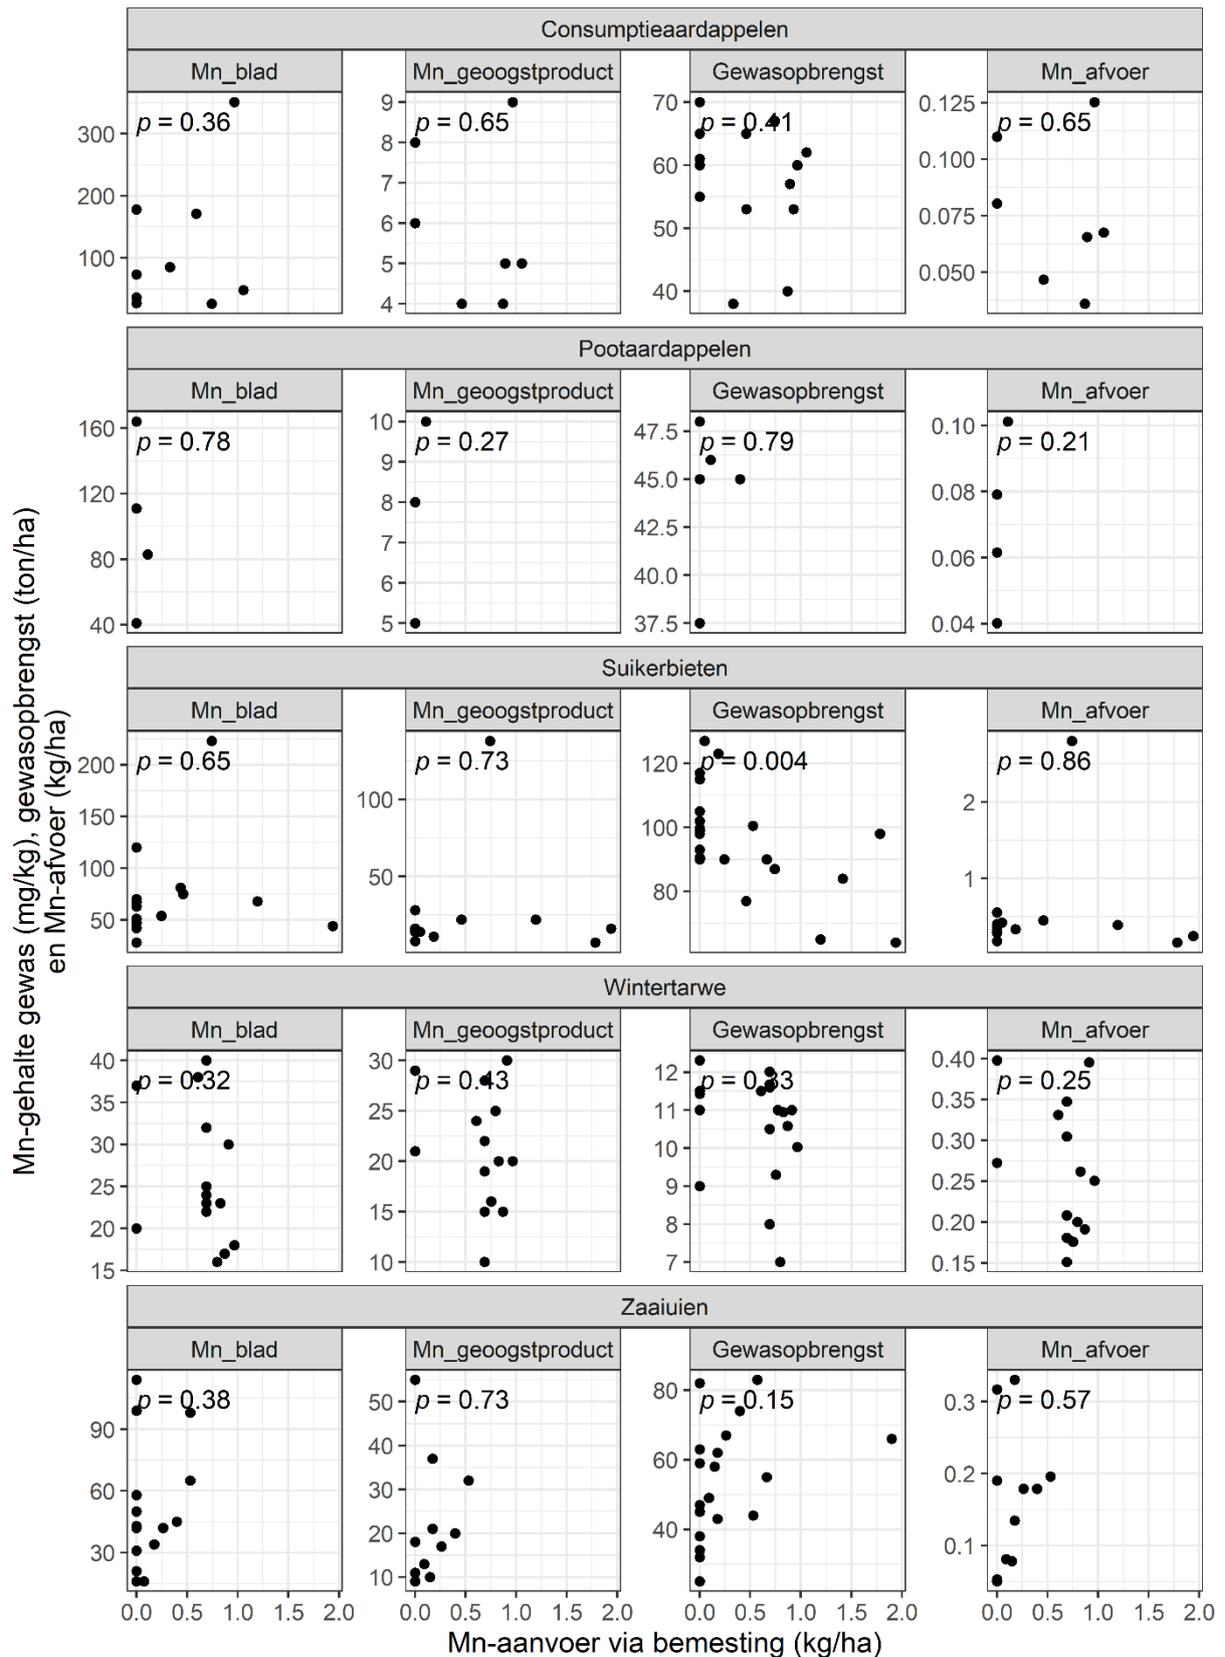 Consumptieaardappelen
Mn_blad Mn_geoogstproduct Gewasopbrengst Mn_afvoer
p = 0.36 p = 0.65 p = 0.41 p = 0.65
300 200 100
9 8 7 6 5 4
70 60 50 40
0.125 0.100 0.075 0.050
Pootaardappelen
Mn_blad Mn_geoogstproduct Gewasopbrengst Mn_afvoer
p = 0.78 p = 0.27 p = 0.79 p = 0.21
160 120 80 40
10 9 8 7 6 5
47.5 45.0 42.5 40.0 37.5
0.10 0.08 0.06 0.04
Suikerbieten
Mn_blad Mn_geoogstproduct Gewasopbrengst Mn_afvoer
p = 0.65 p = 0.73 p = 0.004 p = 0.86
200 150 100 50
100 50
120 100 80
2 1
Wintertarwe
Mn_blad Mn_geoogstproduct Gewasopbrengst Mn_afvoer
p = 0.32 p = 0.43 p = 0.33 p = 0.25
40 35 30 25 20 15
30 25 20 15 10
12 11 10 9 8 7
0.40 0.35 0.30 0.25 0.20 0.15
Zaaiuien
Mn_blad Mn_geoogstproduct Gewasopbrengst Mn_afvoer
p = 0.38 p = 0.73 p = 0.15 p = 0.57
90 60 30
50 40 30 20 10
80 60 40
0.3 0.2 0.1
0.0 0.5 1.0 1.5 2.0 0.0 0.5 1.0 1.5 2.0 0.0 0.5 1.0 1.5 2.0 0.0 0.5 1.0 1.5 2.0
Mn-aanvoer via bemesting (kg/ha)
Mn-gehalte gewas (mg/kg), gewasopbrengst (ton/ha)
en Mn-afvoer (kg/ha)